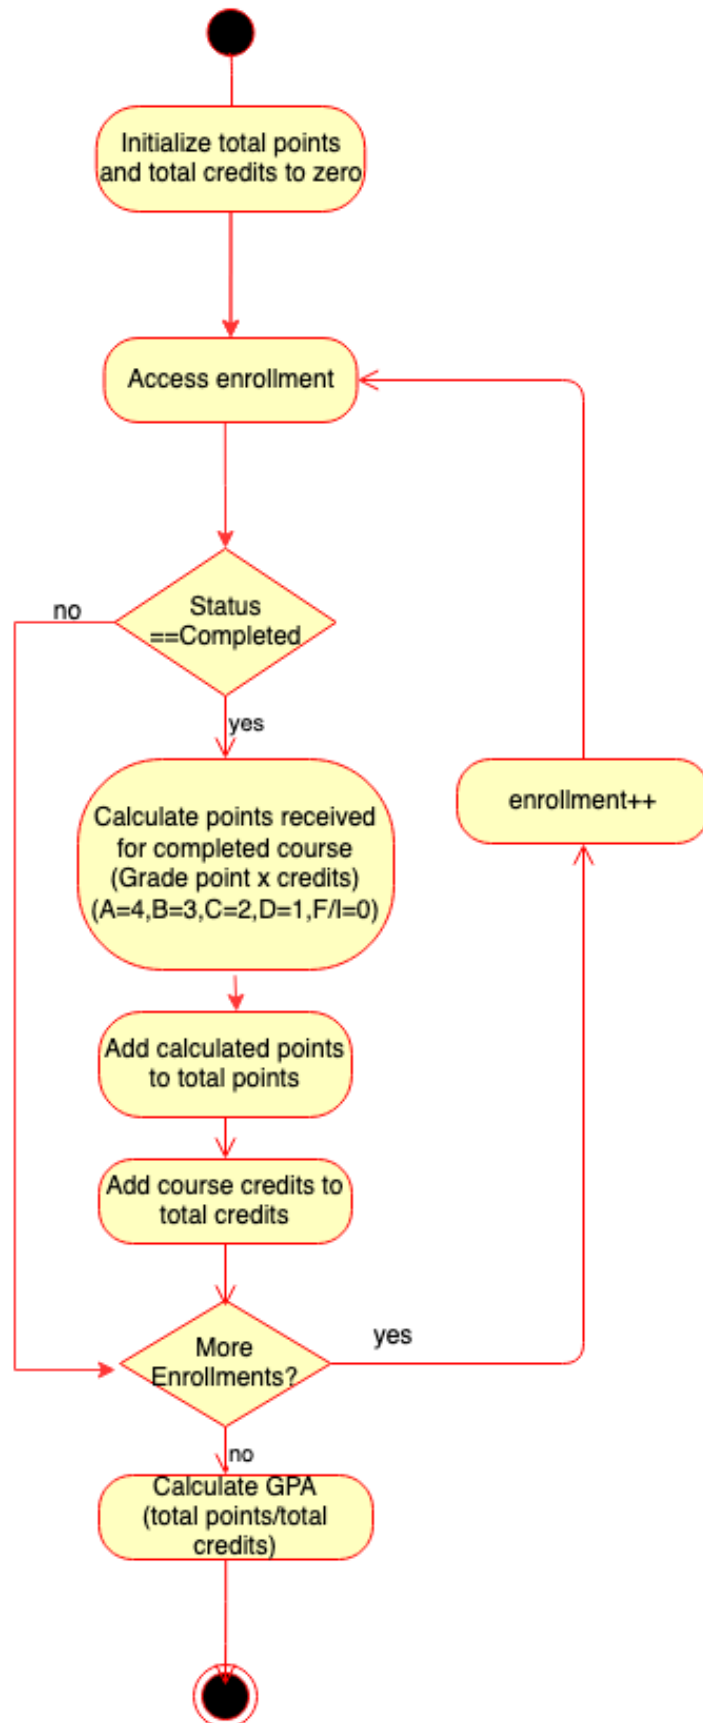 Initialize total points
and total credits to zero
Access enrollment
no
Status
==Completed
yes
Calculate points received
for completed course
(Grade point x credits)
(A=4,B=3,C=2,D=1,F/I=0)
enrollment++
Add calculated points
to total points
Add course credits to
total credits
More
Enrollments?
yes
no
Calculate GPA
(total points/total
credits)